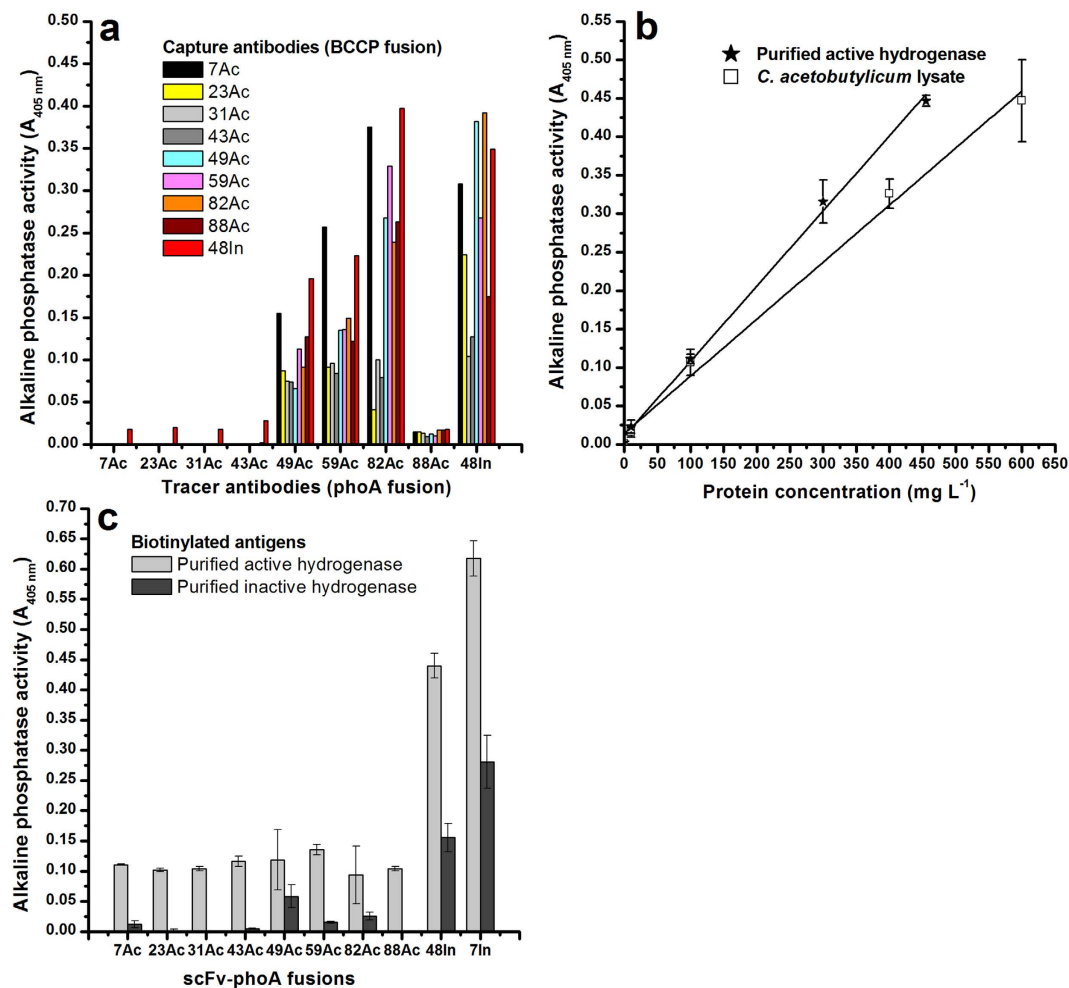 a
Capture antibodies (BCCP fusion)
7Ac
23Ac
31Ac
43Ac
49Ac
59Ac
82Ac
88Ac
48In
Alkaline phosphatase activity (A405 nm)
0.50
0.45
0.40
0.35
0.30
0.25
0.20
0.15
0.10
0.05
0.00
7Ac 23Ac 31Ac 43Ac 49Ac 59Ac 82Ac 88Ac 48In
Tracer antibodies (phoA fusion)
b
Purified active hydrogenase
C. acetobutylicum lysate
Alkaline phosphatase activity (A405 nm)
0.50
0.45
0.40
0.35
0.30
0.25
0.20
0.15
0.10
0.05
0.00
0 50 100 150 200 250 300 350 400 450 500 550 600 650
Protein concentration (mg L-1)
c
Biotinylated antigens
Purified active hydrogenase
Purified inactive hydrogenase
Alkaline phosphatase activity (A405 nm)
0.70
0.65
0.60
0.55
0.50
0.45
0.40
0.35
0.30
0.25
0.20
0.15
0.10
0.05
0.00
7Ac 23Ac 31Ac 43Ac 49Ac 59Ac 82Ac 88Ac 48In 7In
scFv-phoA fusions